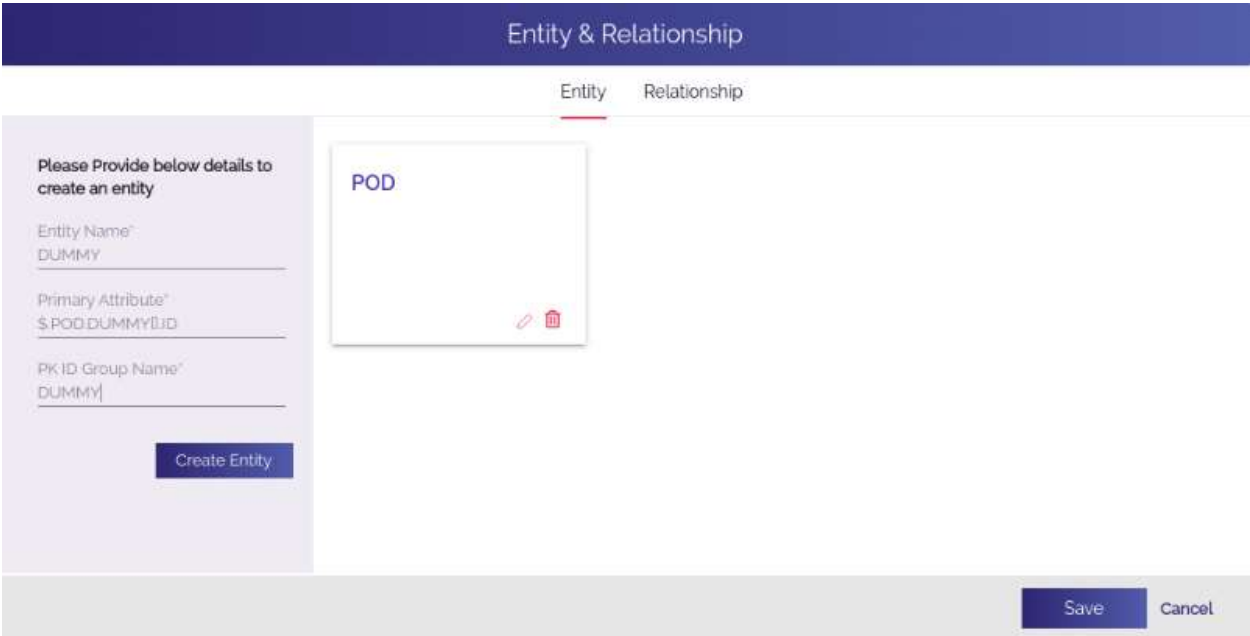 Entity & Relationship
Entity Relationship
Please Provide below details to
create an entity
Entity Name*
DUMMY
Primary Attribute*
$.POD.DUMMY[].ID
PK ID Group Name*
DUMMY
Create Entity
POD
Save Cancel